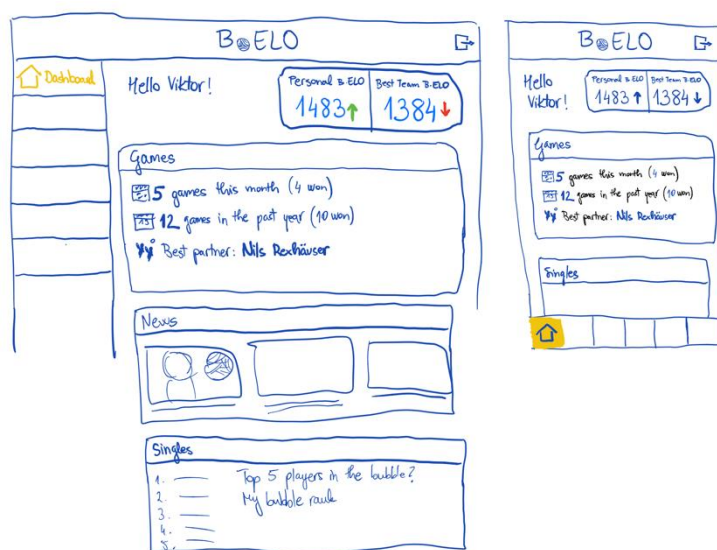 B ELO
Dashboard
Hello Viktor!
Personal B.ELO
1483
Best Team B.ELO
1384
Games
5 games this month (4 won)
12 games in the past year (10 won)
Best partner: Nils Rexhäuser
News
Singles
1.
2.
3.
4.
5.
Top 5 players in the bubble?
My bubble rank
B ELO
Hello
Viktor!
Personal B.ELO
1483
Best Team B.ELO
1384
Games
5 games this month (4 won)
12 games in the past year (10 won)
Best partner: Nils Rexhäuser
Singles